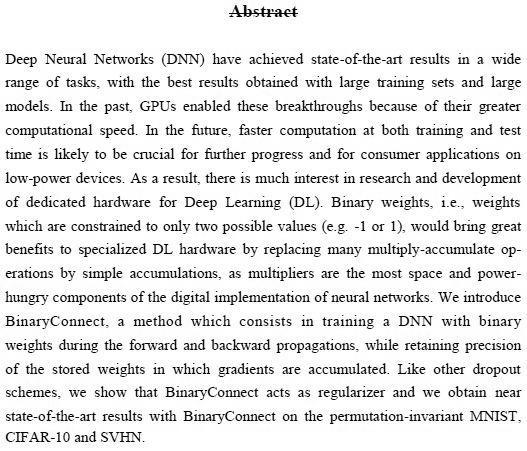 Abstract
Deep Neural Networks (DNN) have achieved state-of-the-art results in a wide
range of tasks, with the best results obtained with large training sets and large
models. In the past, GPUs enabled these breakthroughs because of their greater
computational speed. In the future, faster computation at both training and test
time is likely to be crucial for further progress and for consumer applications on
low-power devices. As a result, there is much interest in research and development
of dedicated hardware for Deep Learning (DL). Binary weights, i.e., weights
which are constrained to only two possible values (e.g. -1 or 1), would bring great
benefits to specialized DL hardware by replacing many multiply-accumulate op-
erations by simple accumulations, as multipliers are the most space and power-
hungry components of the digital implementation of neural networks. We introduce
BinaryConnect, a method which consists in training a DNN with binary
weights during the forward and backward propagations, while retaining precision
of the stored weights in which gradients are accumulated. Like other dropout
schemes, we show that BinaryConnect acts as regularizer and we obtain near
state-of-the-art results with BinaryConnect on the permutation-invariant MNIST,
CIFAR-10 and SVHN.